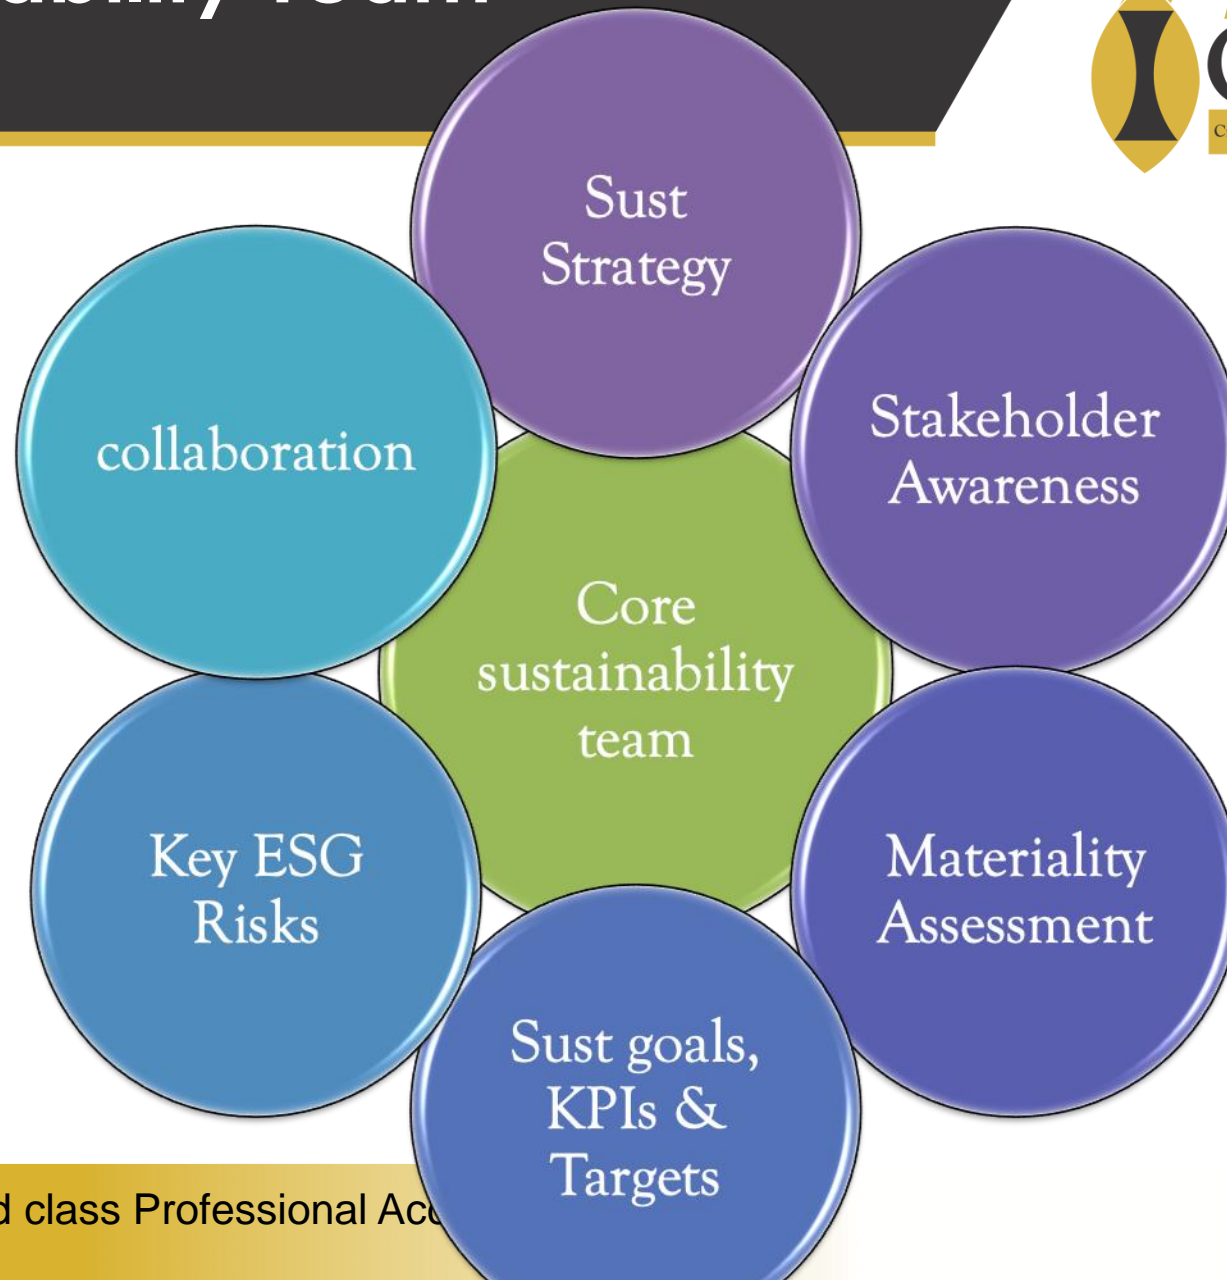 Team
Sust
Strategy
Stakeholder
Awareness
collaboration
Core
sustainability
team
Key ESG
Risks
Materiality
Assessment
Sust goals,
KPIs &
Targets
class Professional